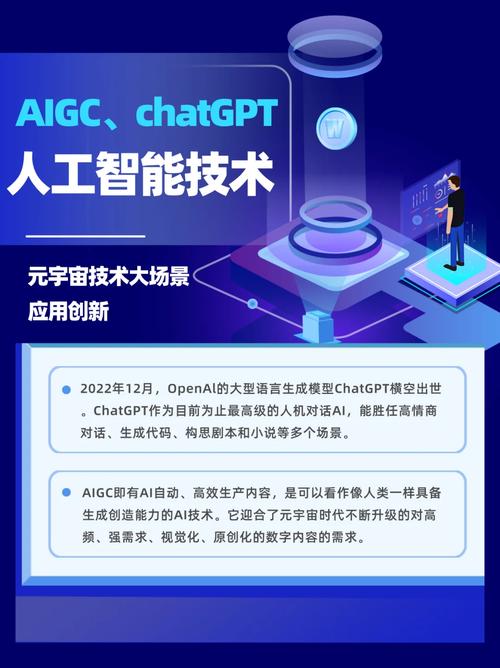 AIGC、chatGPT
人工智能技术
W
元宇宙技术大场景
应用创新
2022年12月，OpenAl的大型语言生成模型ChatGPT横空出世
。ChatGPT作为目前为止最高级的人机对话AI，能胜任高情商
对话、生成代码、构思剧本和小说等多个场景。
AIGC即有AI自动、高效生产内容，是可以看作像人类一样具备
生成创造能力的AI技术。它迎合了元宇宙时代不断升级的对高
频、强需求、视觉化、原创化的数字内容的需求。